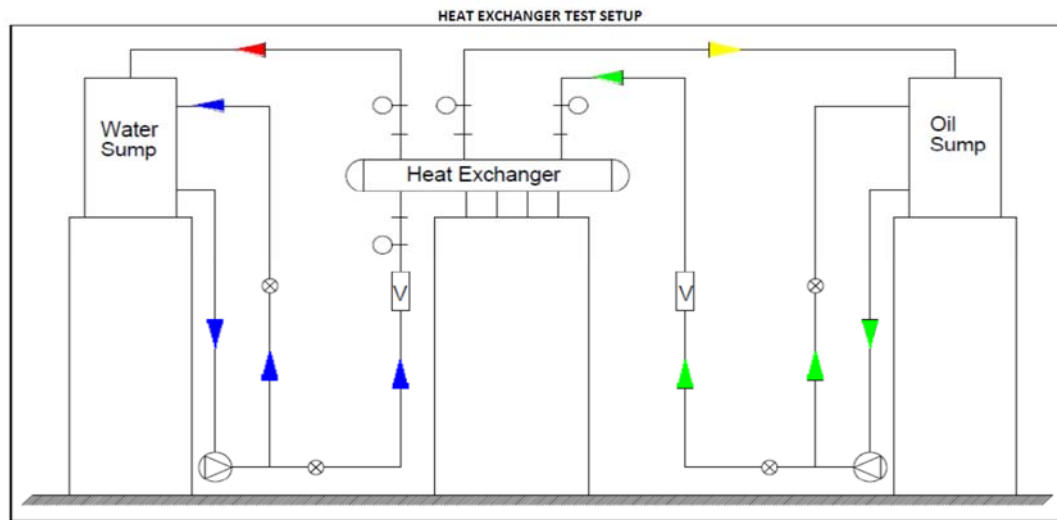 HEAT EXCHANGER TEST SETUP
Water
Sump
Heat Exchanger
Oil
Sump
V
V